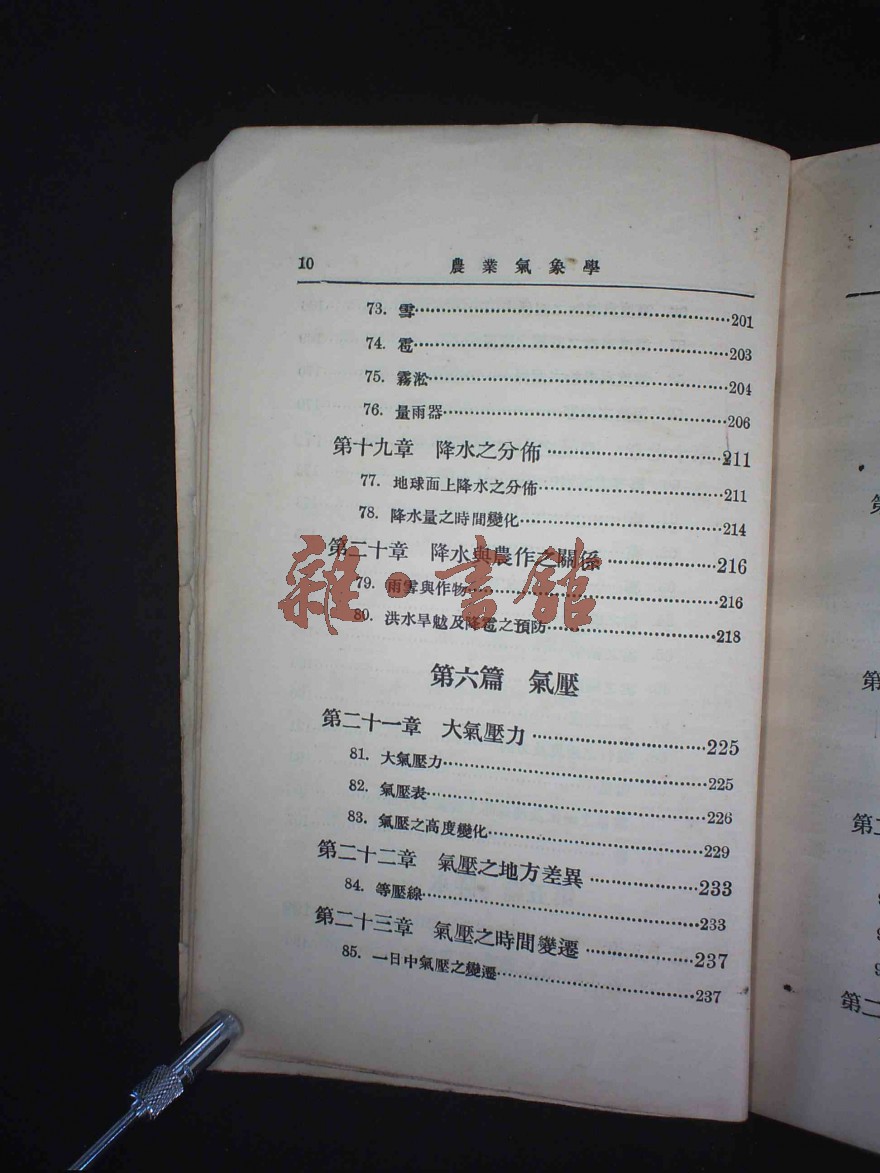 10 農業氣象學
73. 雪 201
74. 雹 203
75. 霧淞 204
76. 量雨器 206
第十九章 降水之分佈 211
77. 地球面上降水之分佈 211
78. 降水量之時間變化 214
第二十章 降水與農作之關係 216
79. 雨雪與作物 216
80. 洪水旱魃及降雹之預防 218
雜·書館
第六篇 氣壓
第二十一章 大氣壓力 225
81. 大氣壓力 225
82. 氣壓表 226
83. 氣壓之高度變化 229
第二十二章 氣壓之地方差異 233
84. 等壓線 233
第二十三章 氣壓之時間變遷 237
85. 一日中氣壓之變遷 237